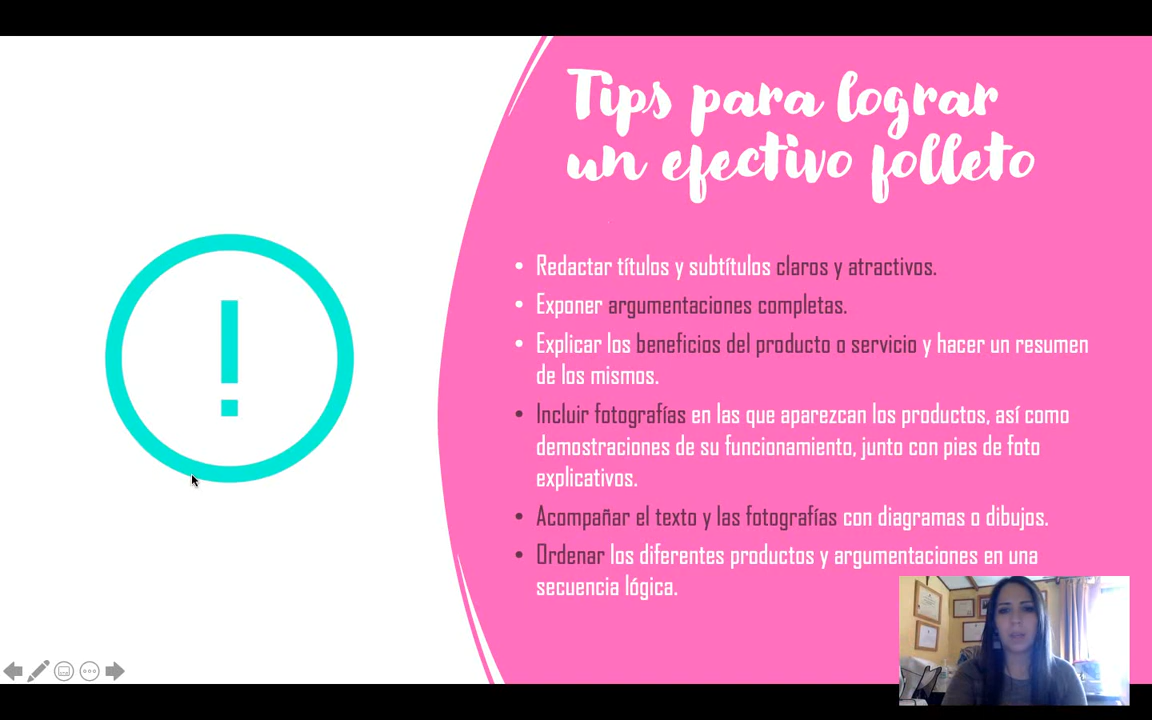 Tips para lograr
un efectivo folleto
• Redactar títulos y subtítulos claros y atractivos.
• Exponer argumentaciones completas.
• Explicar los beneficios del producto o servicio y hacer un resumen
de los mismos.
• Incluir fotografías en las que aparezcan los productos, así como
demostraciones de su funcionamiento, junto con pies de foto
explicativos.
• Acompañar el texto y las fotografías con diagramas o dibujos.
• Ordenar los diferentes productos y argumentaciones en una
secuencia lógica.